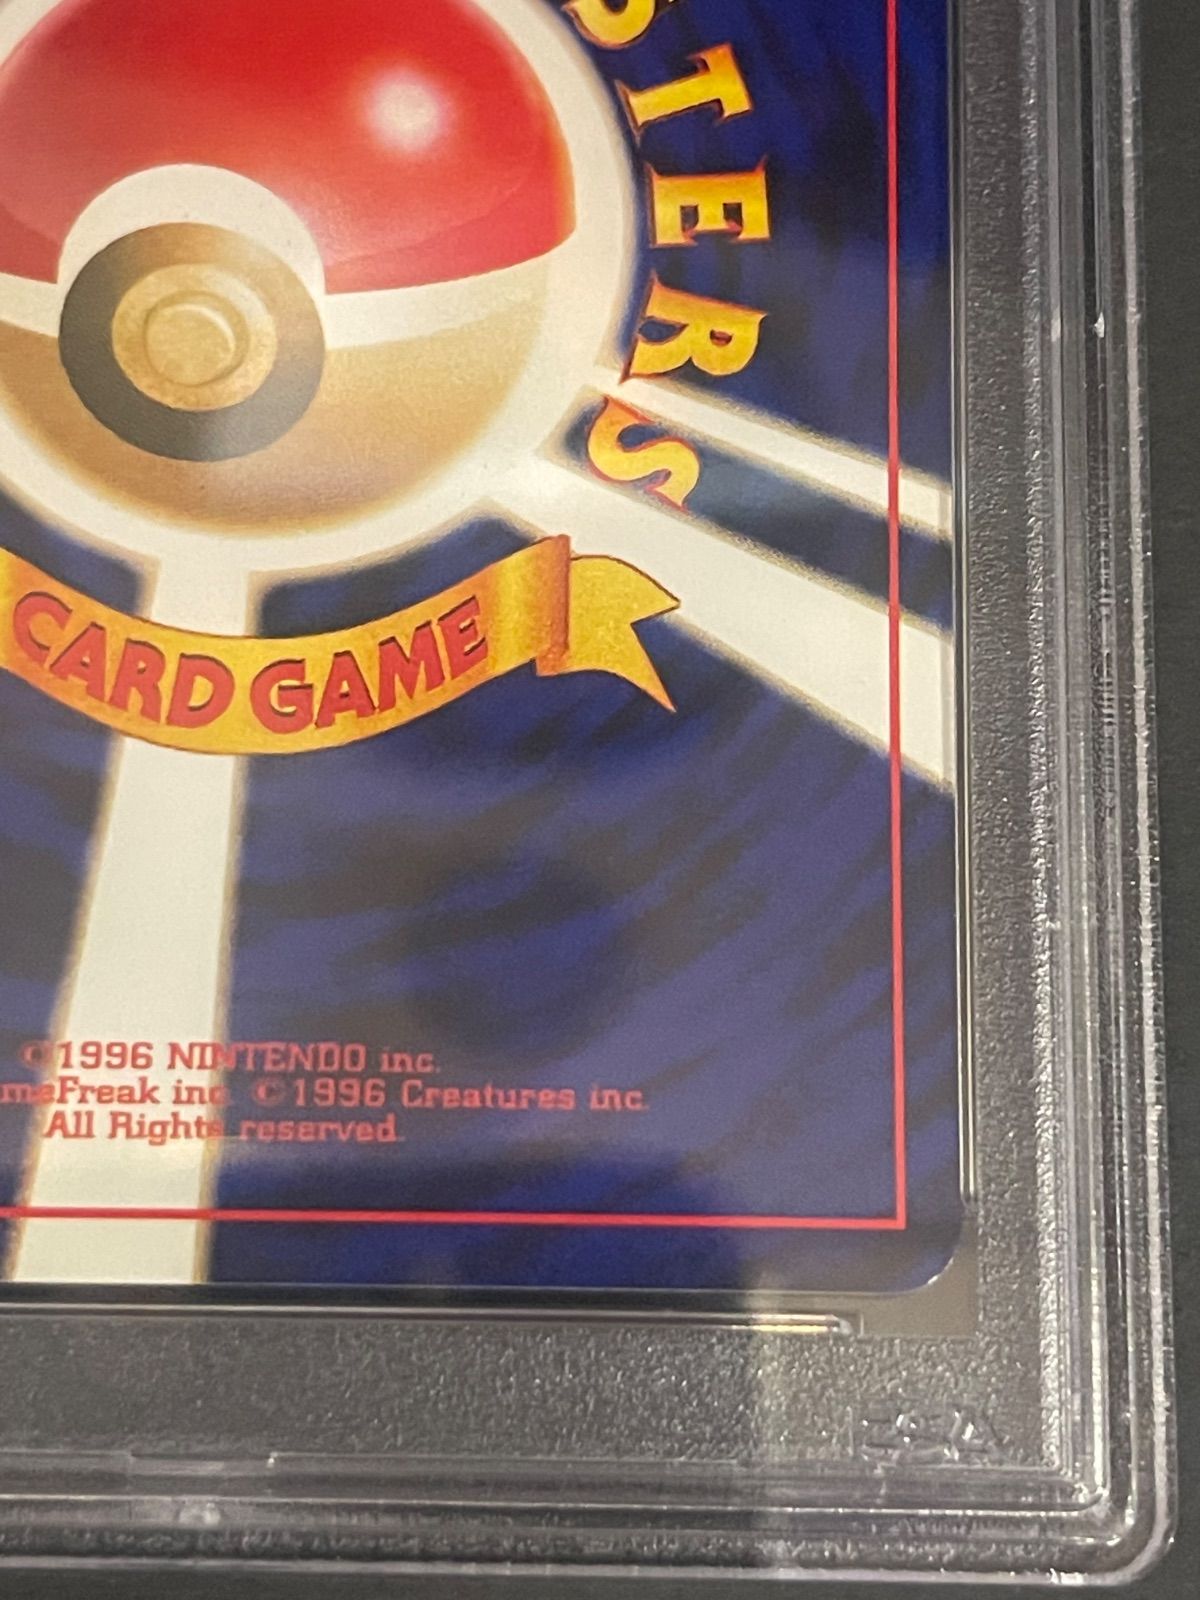 STERS
CARD GAME
©1996 NINTENDO inc.
meFreak inc. ©1996 Creatures inc.
All Rights reserved.